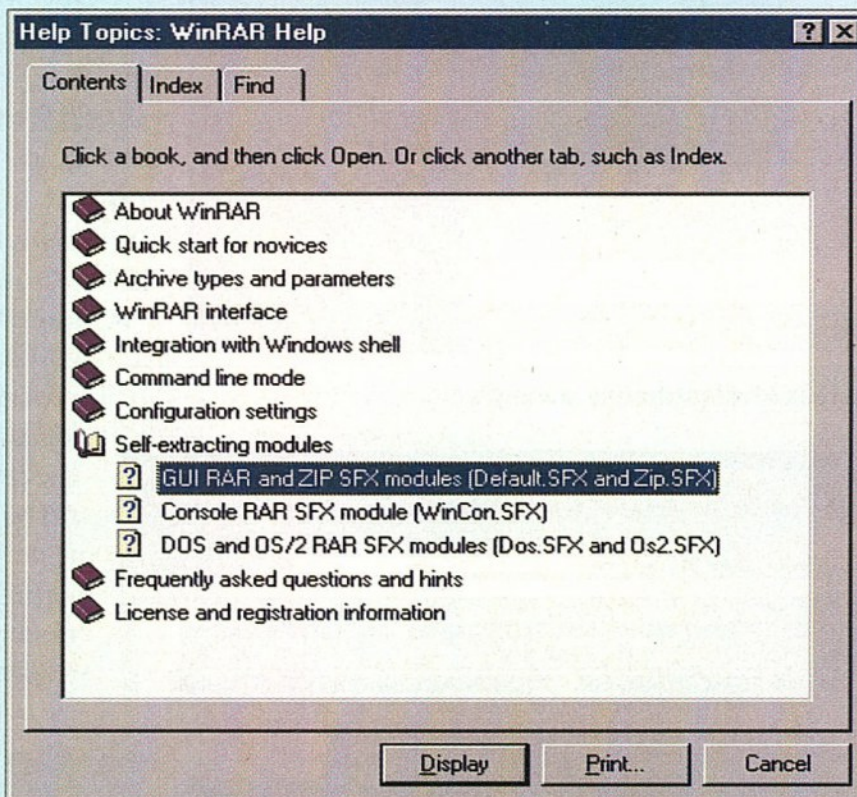 Help Topics: WinRAR Help
Contents Index Find
Click a book, and then click Open. Or click another tab, such as Index.
About WinRAR
Quick start for novices
Archive types and parameters
WinRAR interface
Integration with Windows shell
Command line mode
Configuration settings
Self-extracting modules
GUI RAR and ZIP SFX modules (Default.SFX and Zip.SFX)
Console RAR SFX module (WinCon.SFX)
DOS and OS/2 RAR SFX modules (Dos.SFX and Os2.SFX)
Frequently asked questions and hints
License and registration information
Display Print... Cancel